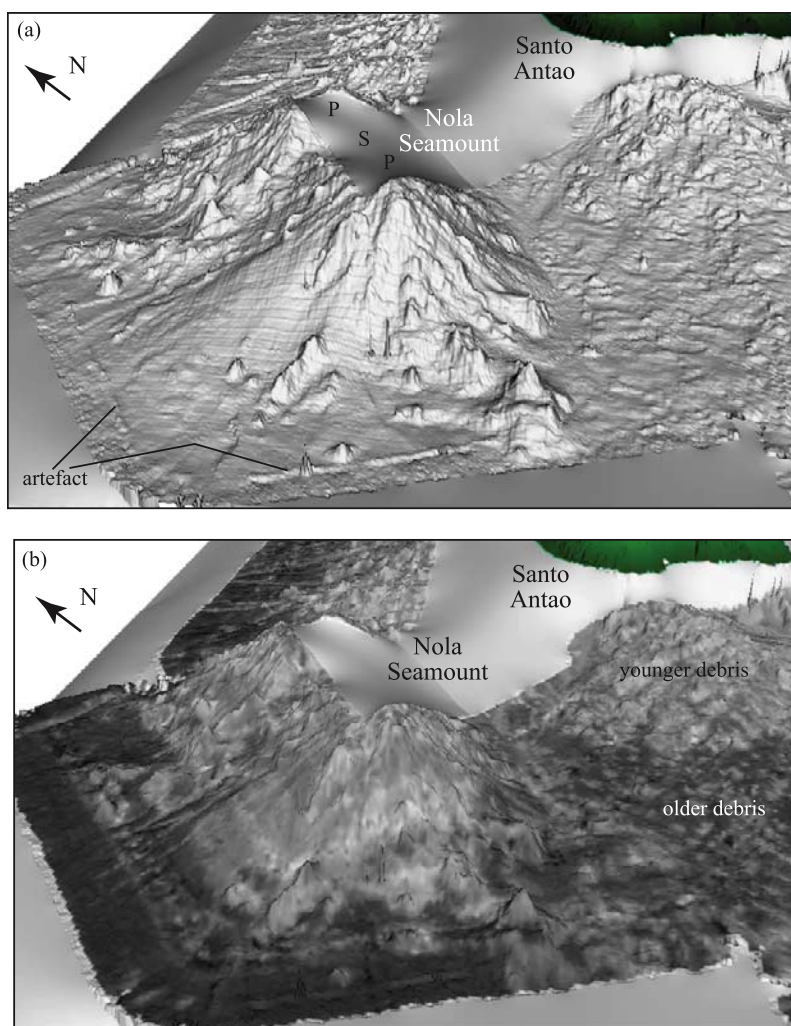 (a)
N
Santo
Antao
P
Nola
Seamount
S
P
artefact
(b)
N
Santo
Antao
Nola
Seamount
younger debris
older debris